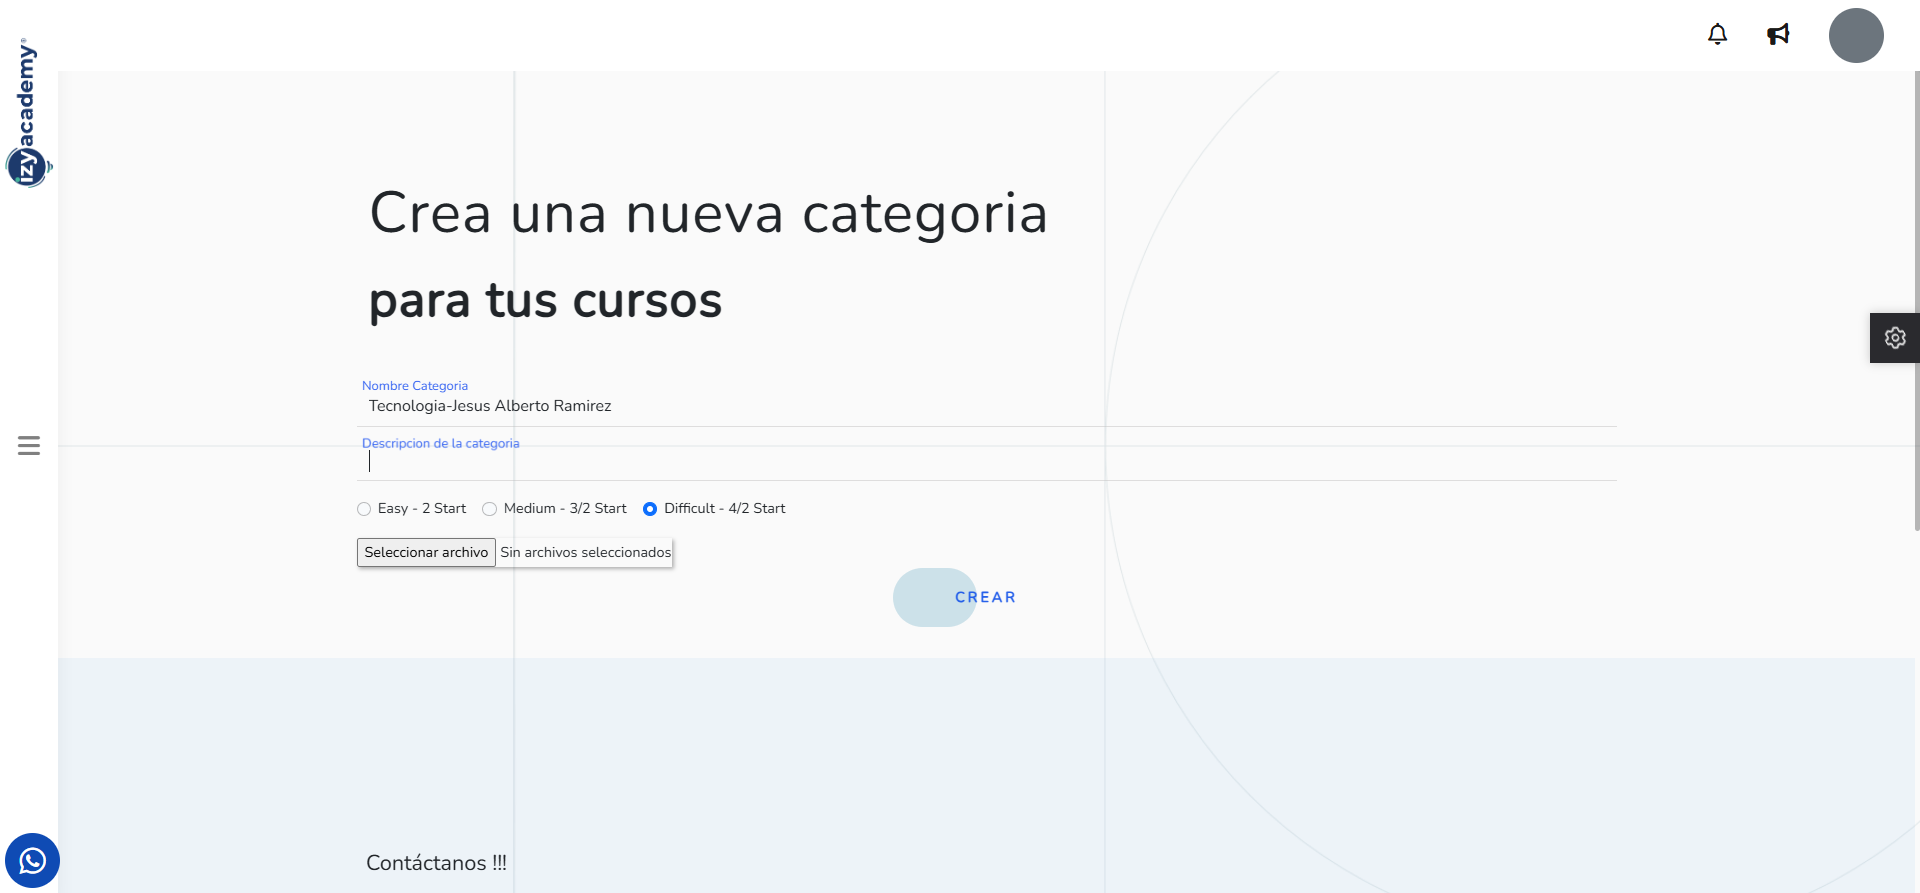 izyacademy®
Crea una nueva categoria
para tus cursos
Nombre Categoria
Tecnologia-Jesus Alberto Ramirez
Descripcion de la categoria
Easy - 2 Start Medium - 3/2 Start Difficult - 4/2 Start
Seleccionar archivo Sin archivos seleccionados
CREAR
Contáctanos !!!